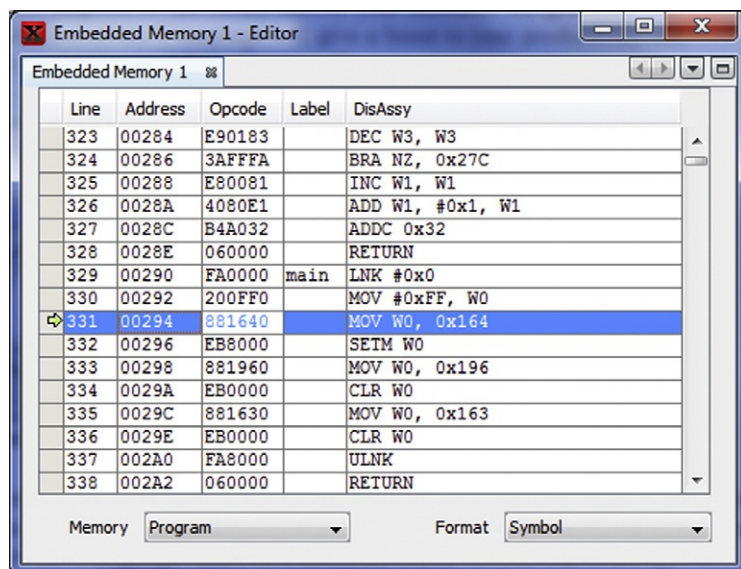 Embedded Memory 1 - Editor
Embedded Memory 1
Line Address Opcode Label DisAssy
323 00284 E90183 DEC W3, W3
324 00286 3AFFFA BRA NZ, 0x27C
325 00288 E80081 INC W1, W1
326 0028A 4080E1 ADD W1, #0x1, W1
327 0028C B4A032 ADDC 0x32
328 0028E 060000 RETURN
329 00290 FA0000 main LNK #0x0
330 00292 200FF0 MOV #0xFF, W0
331 00294 881640 MOV W0, 0x164
332 00296 EB8000 SETM W0
333 00298 881960 MOV W0, 0x196
334 0029A EB0000 CLR W0
335 0029C 881630 MOV W0, 0x163
336 0029E EB0000 CLR W0
337 002A0 FA8000 ULNK
338 002A2 060000 RETURN
Memory Program Format Symbol